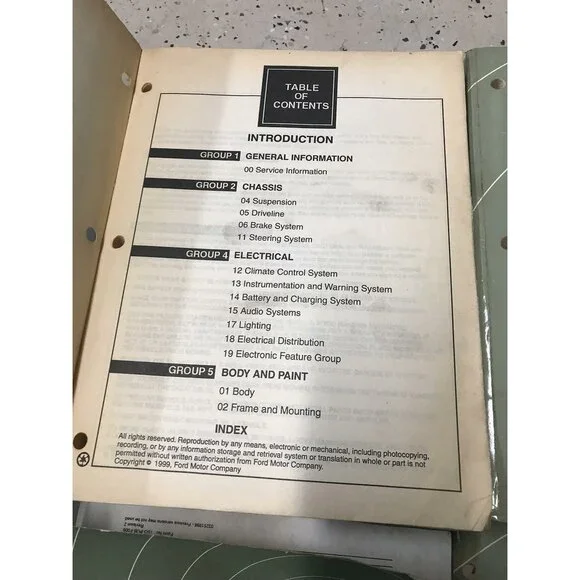 TABLE
OF
CONTENTS
INTRODUCTION
GROUP 1 GENERAL INFORMATION
00 Service Information
GROUP 2 CHASSIS
04 Suspension
05 Driveline
06 Brake System
11 Steering System
GROUP 4 ELECTRICAL
12 Climate Control System
13 Instrumentation and Warning System
14 Battery and Charging System
15 Audio Systems
17 Lighting
18 Electrical Distribution
19 Electronic Feature Group
GROUP 5 BODY AND PAINT
01 Body
02 Frame and Mounting
INDEX
All rights reserved. Reproduction by any means, electronic or mechanical, including photocopying,
recording, or by any information storage and retrieval system or translation in whole or part is not
permitted without written authorization from Ford Motor Company.
Copyright © 1999, Ford Motor Company